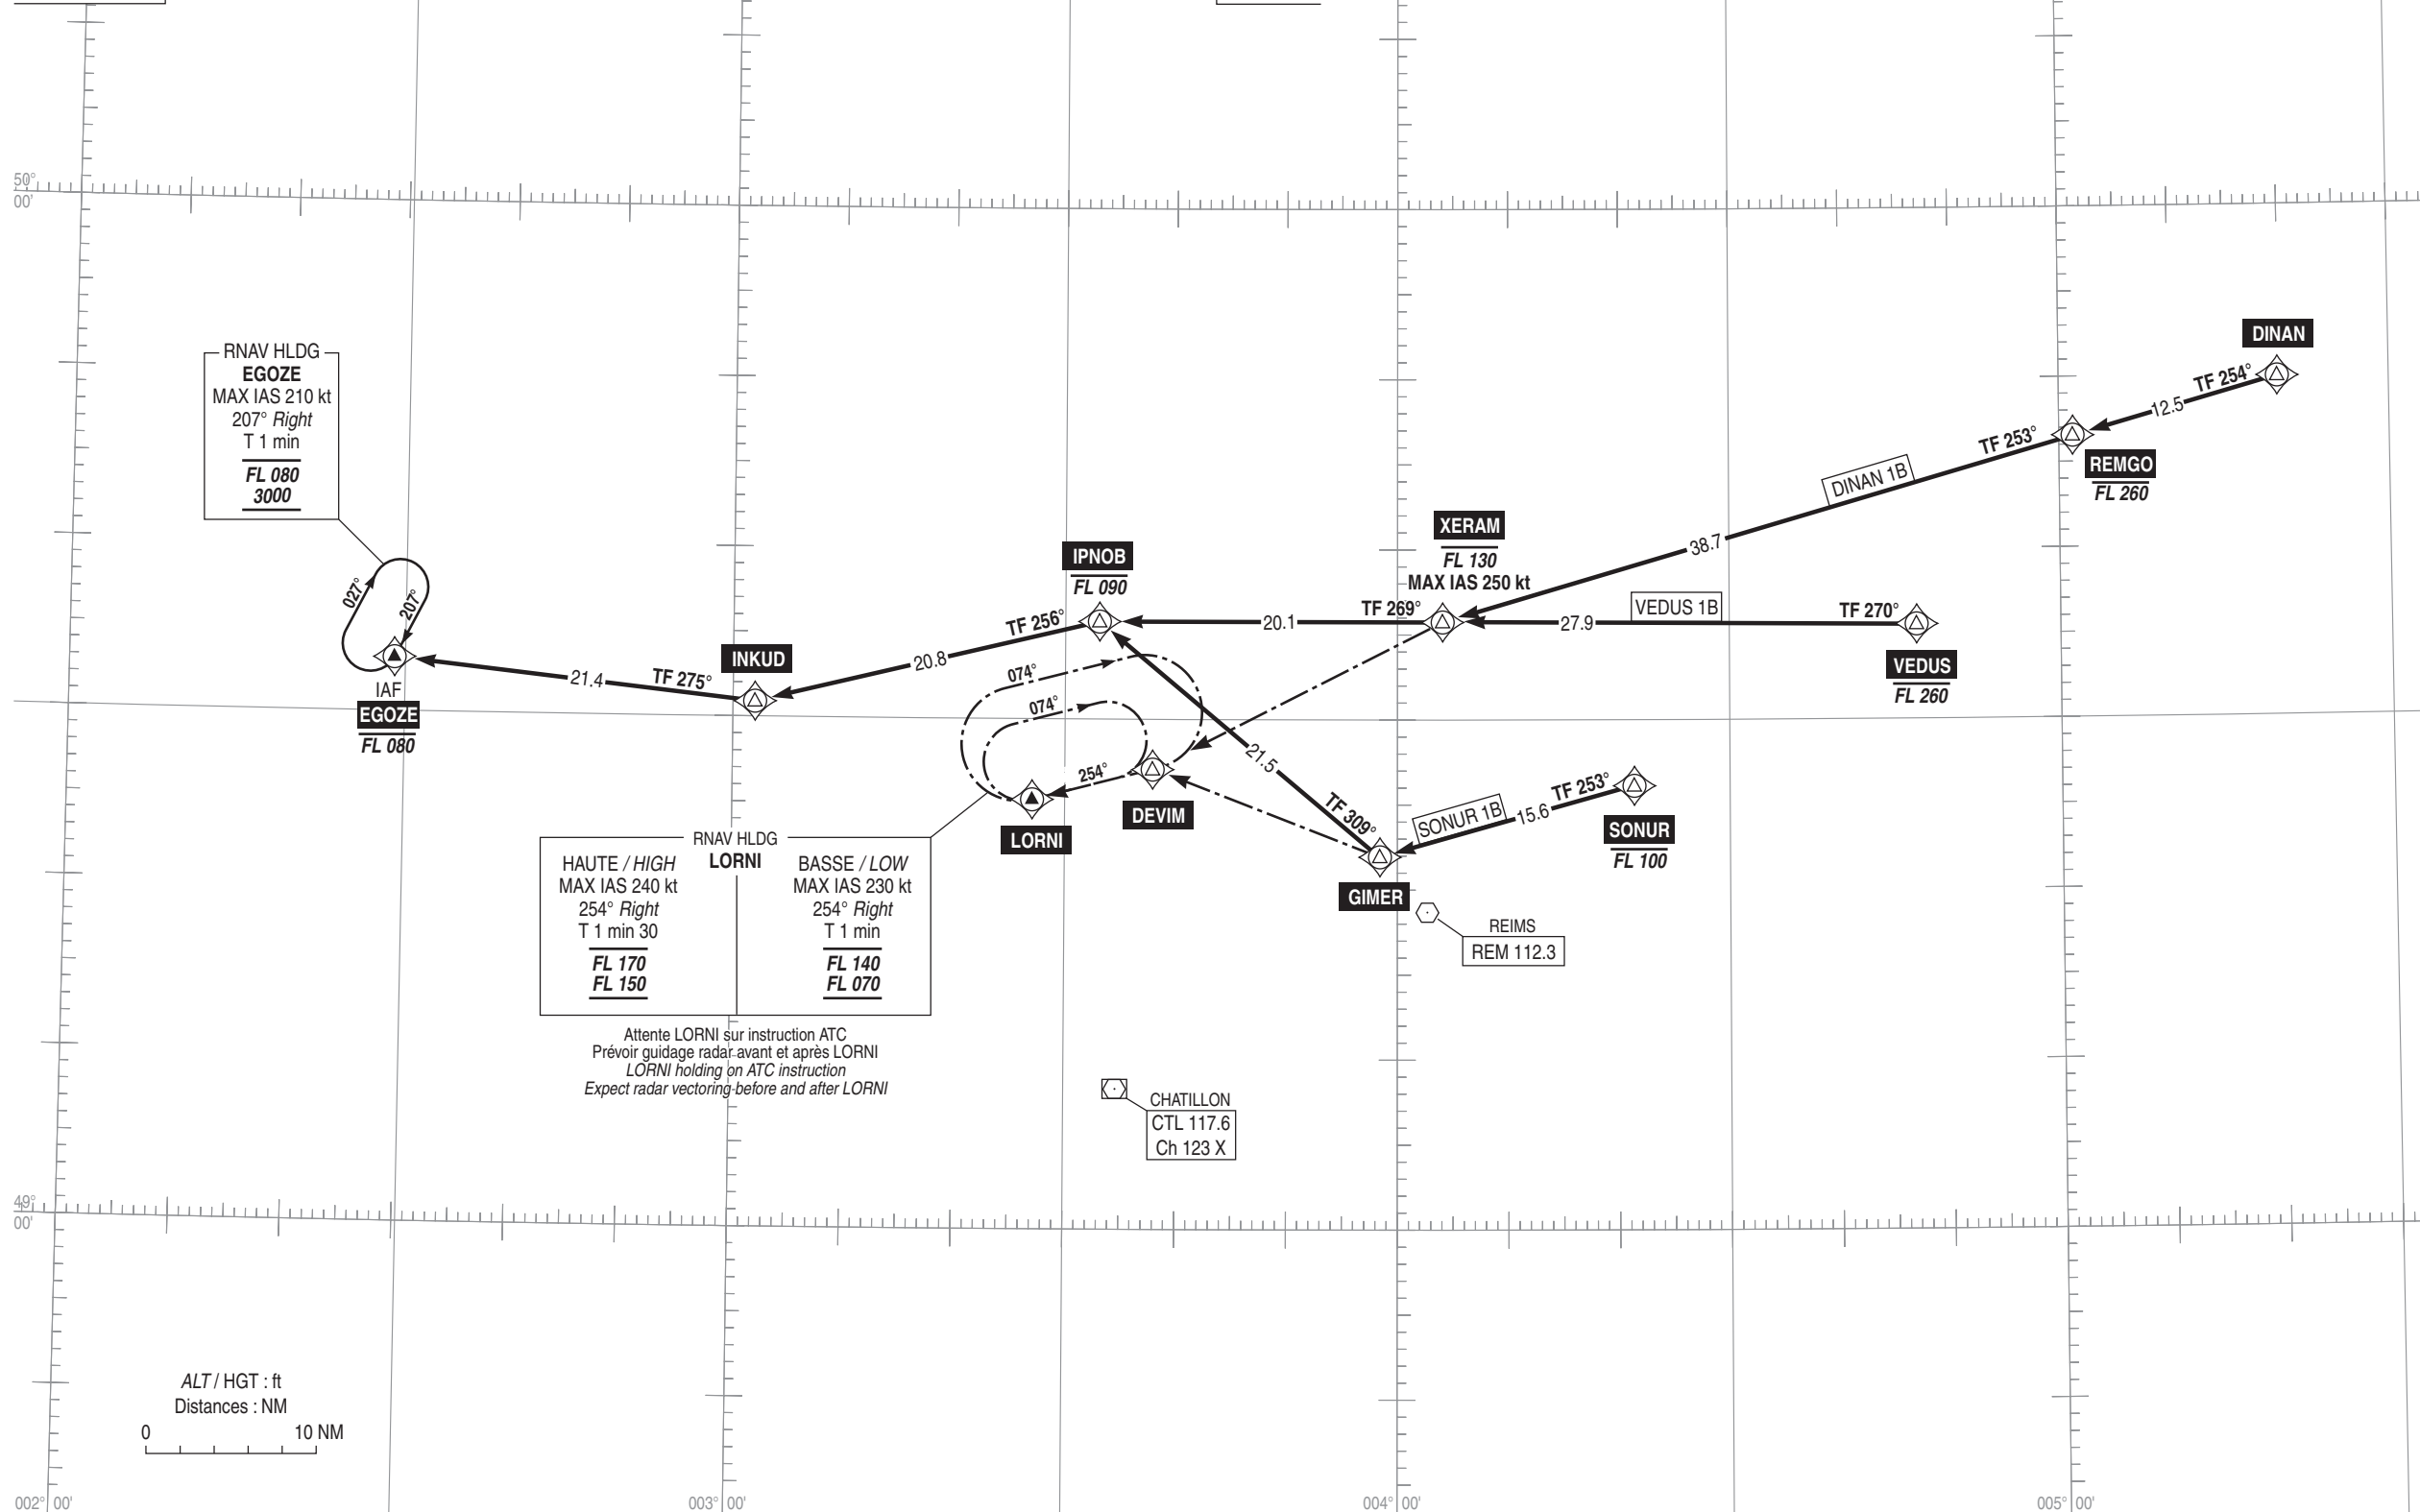 50°
00'
DINAN
TF 254°
12.5
REMGO
FL 260
TF 253°
DINAN 1B
38.7
RNAV HLDG
EGOZE
MAX IAS 210 kt
207° Right
T 1 min
FL 080
3000
027°
207°
IAF
EGOZE
FL 080
21.4
TF 275°
INKUD
20.8
TF 256°
IPNOB
FL 090
20.1
TF 269°
XERAM
FL 130
MAX IAS 250 kt
27.9
VEDUS 1B
TF 270°
VEDUS
FL 260
074°
074°
254°
LORNI
DEVIM
21.5
TF 309°
GIMER
SONUR 1B
15.6
TF 253°
SONUR
FL 100
REIMS
REM 112.3
RNAV HLDG
LORNI
HAUTE / HIGH
MAX IAS 240 kt
254° Right
T 1 min 30
FL 170
FL 150
BASSE / LOW
MAX IAS 230 kt
254° Right
T 1 min
FL 140
FL 070
Attente LORNI sur instruction ATC
Prévoir guidage radar avant et après LORNI
LORNI holding on ATC instruction
Expect radar vectoring before and after LORNI
CHATILLON
CTL 117.6
Ch 123 X
49°
00'
ALT / HGT : ft
Distances : NM
0 10 NM
002° 00'
003° 00'
004° 00'
005° 00'